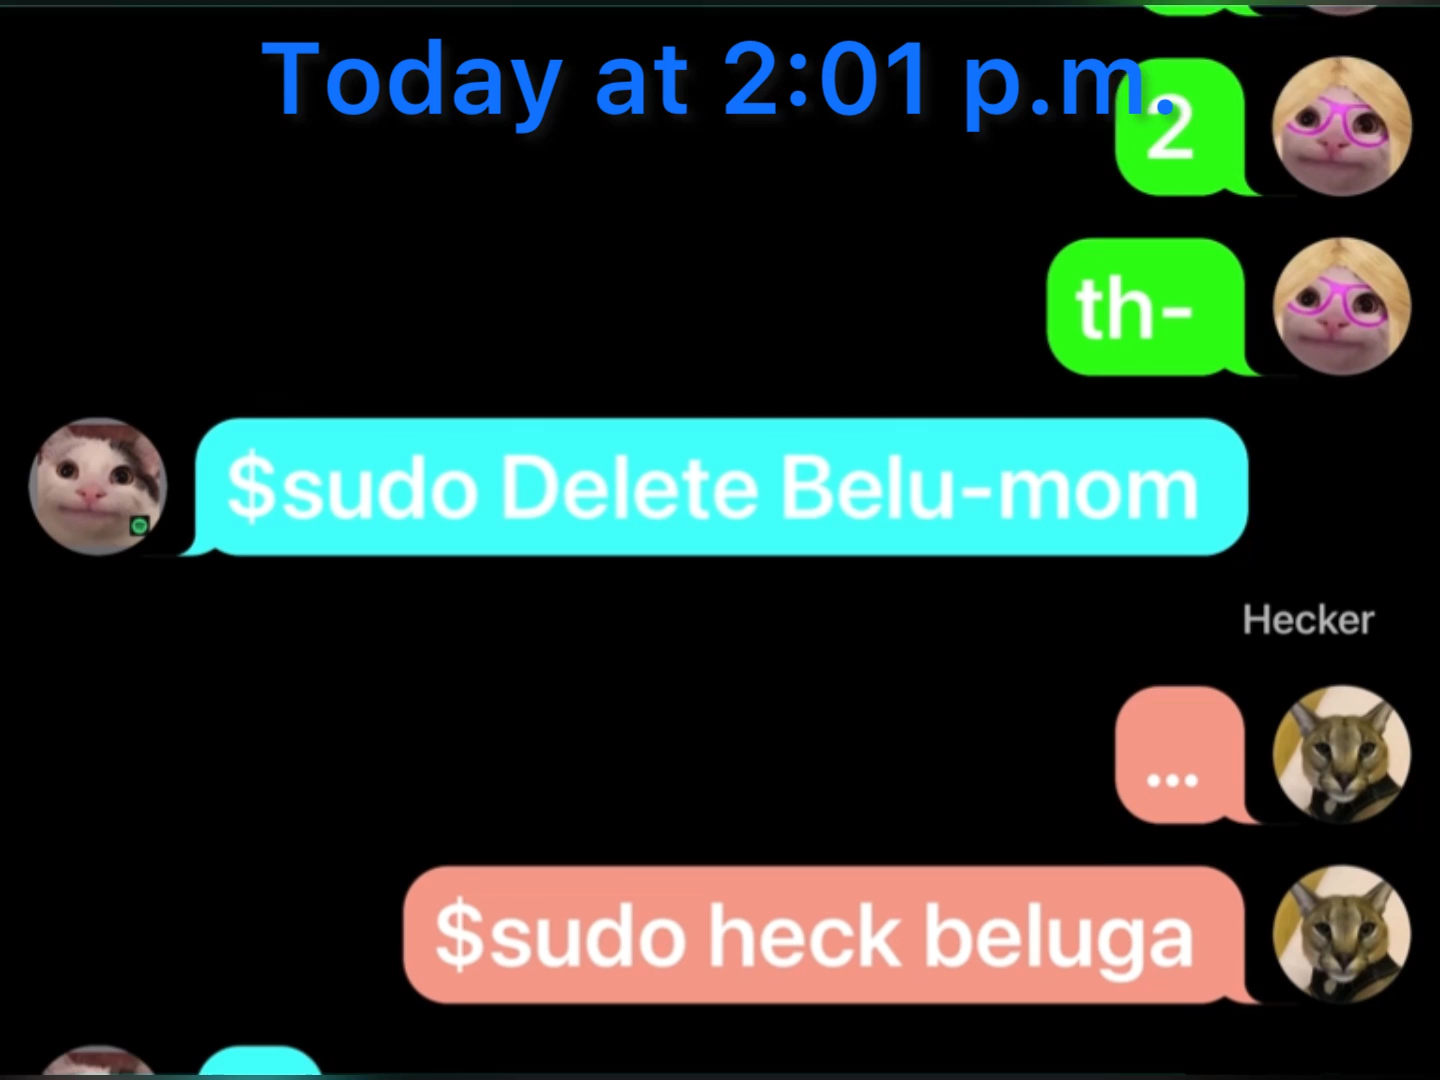 Today at 2:01 p.m.
2
th-
$sudo Delete Belu-mom
Hecker
...
$sudo heck beluga